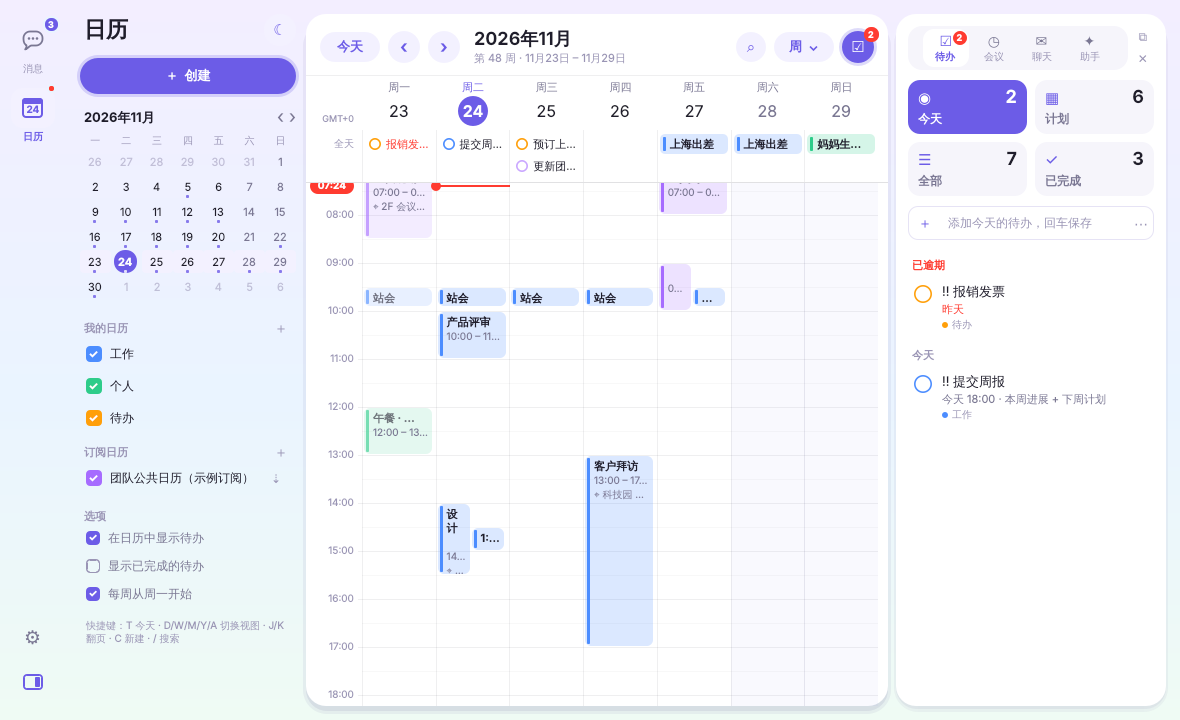 3
消息
24
日历
日历
+ 创建
2026年11月
一 二 三 四 五 六 日
26 27 28 29 30 31 1
2 3 4 5 6 7 8
9 10 11 12 13 14 15
16 17 18 19 20 21 22
23 24 25 26 27 28 29
30 1 2 3 4 5 6
我的日历 +
工作
个人
待办
订阅日历 +
团队公共日历（示例订阅）
选项
在日历中显示待办
显示已完成的待办
每周从周一开始
快捷键：T 今天 · D/W/M/Y/A 切换视图 · J/K
翻页 · C 新建 · / 搜索
今天
2026年11月
第 48 周 · 11月23日 – 11月29日
周
2
GMT+0
周一 周二 周三 周四 周五 周六 周日
23 24 25 26 27 28 29
全天
报销发… 提交周… 预订上… 上海出差 上海出差 妈妈生…
更新团…
07:24
07:00 – 0… 07:00 – 0…
2F 会议…
08:00
09:00
0…
站会 站会 站会 站会 …
10:00
产品评审
10:00 – 11…
11:00
12:00
午餐 · …
12:00 – 13…
13:00
客户拜访
13:00 – 17…
科技园 …
14:00
设
计
1:…
14…
…
15:00
16:00
17:00
18:00
2
待办 会议 聊天 助手
2
今天
6
计划
7
全部
3
已完成
+ 添加今天的待办，回车保存 …
已逾期
!! 报销发票
昨天
待办
今天
!! 提交周报
今天 18:00 · 本周进展 + 下周计划
工作